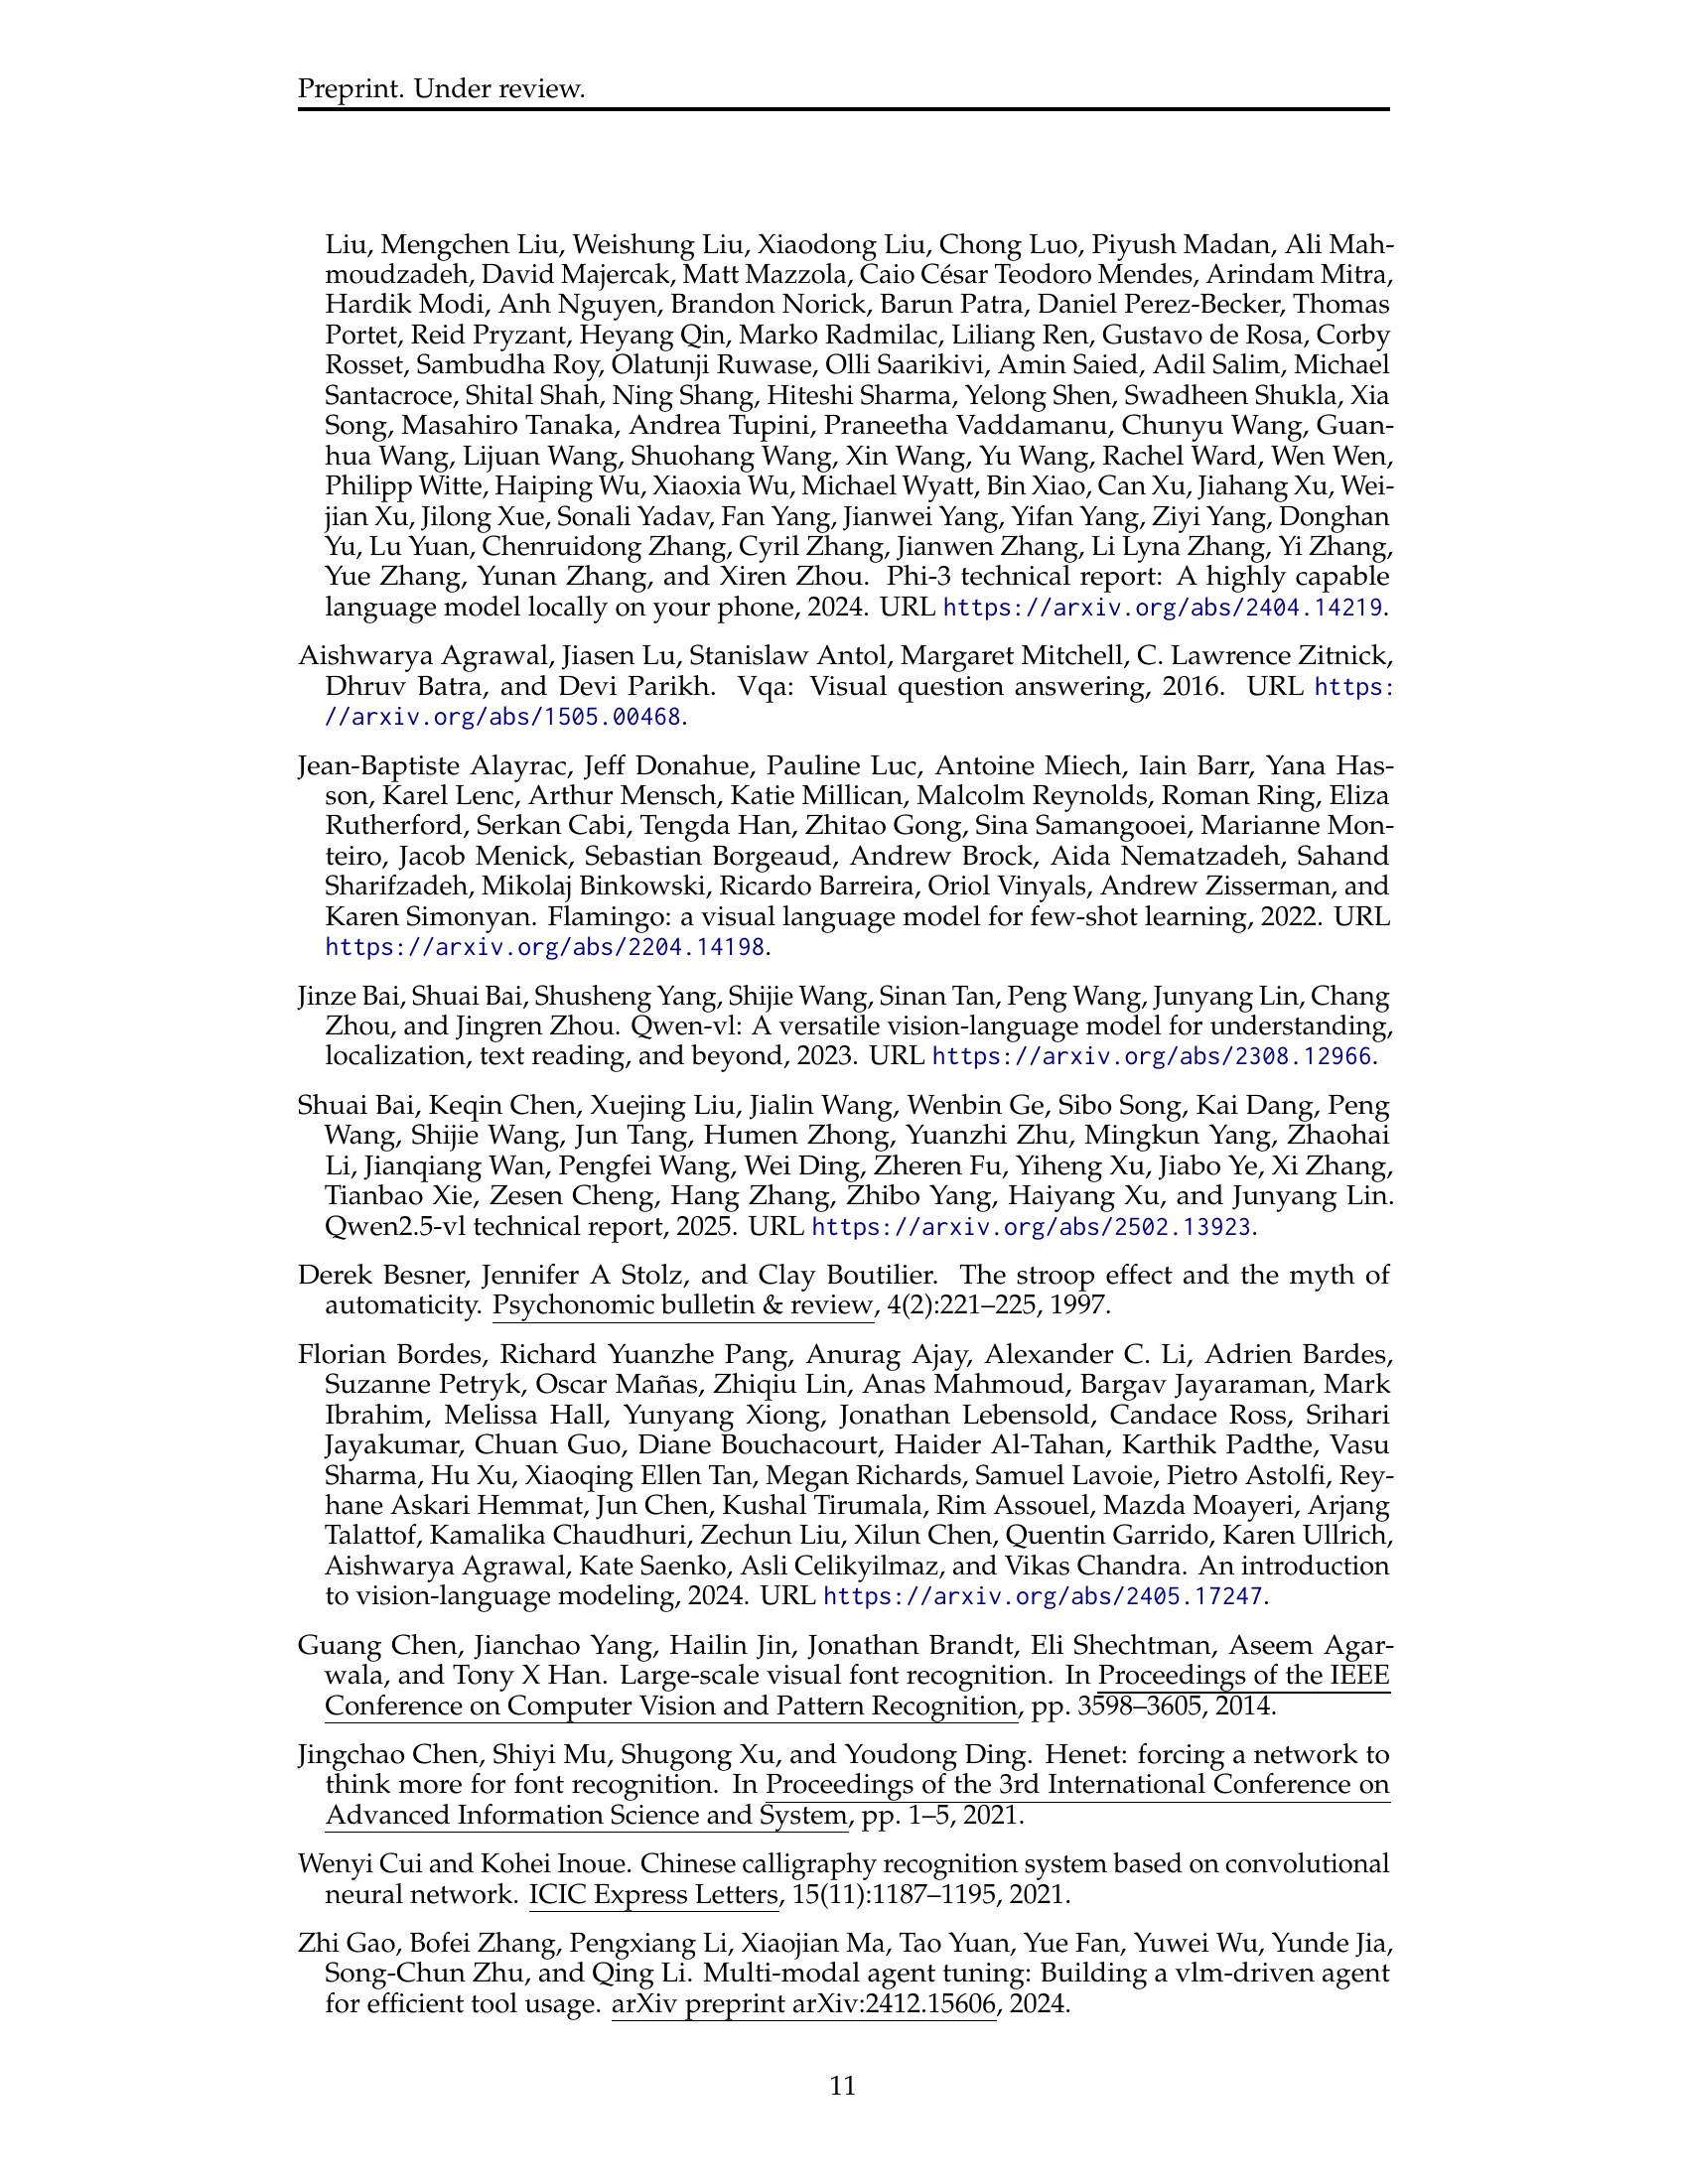 Preprint. Under review.
Liu, Mengchen Liu, Weishung Liu, Xiaodong Liu, Chong Luo, Piyush Madan, Ali Mah-
moudzadeh, David Majercak, Matt Mazzola, Caio César Teodoro Mendes, Arindam Mitra,
Hardik Modi, Anh Nguyen, Brandon Norick, Barun Patra, Daniel Perez-Becker, Thomas
Portet, Reid Pryzant, Heyang Qin, Marko Radmilac, Liliang Ren, Gustavo de Rosa, Corby
Rosset, Sambudha Roy, Olatunji Ruwase, Olli Saarikivi, Amin Saied, Adil Salim, Michael
Santacroce, Shital Shah, Ning Shang, Hiteshi Sharma, Yelong Shen, Swadheen Shukla, Xia
Song, Masahiro Tanaka, Andrea Tupini, Praneetha Vaddamanu, Chunyu Wang, Guan-
hua Wang, Lijuan Wang, Shuohang Wang, Xin Wang, Yu Wang, Rachel Ward, Wen Wen,
Philipp Witte, Haiping Wu, Xiaoxia Wu, Michael Wyatt, Bin Xiao, Can Xu, Jiahang Xu, Wei-
jian Xu, Jilong Xue, Sonali Yadav, Fan Yang, Jianwei Yang, Yifan Yang, Ziyi Yang, Donghan
Yu, Lu Yuan, Chenruidong Zhang, Cyril Zhang, Jianwen Zhang, Li Lyna Zhang, Yi Zhang,
Yue Zhang, Yunan Zhang, and Xiren Zhou. Phi-3 technical report: A highly capable
language model locally on your phone, 2024. URL https://arxiv.org/abs/2404.14219.
Aishwarya Agrawal, Jiasen Lu, Stanislaw Antol, Margaret Mitchell, C. Lawrence Zitnick,
Dhruv Batra, and Devi Parikh. Vqa: Visual question answering, 2016. URL https:
//arxiv.org/abs/1505.00468.
Jean-Baptiste Alayrac, Jeff Donahue, Pauline Luc, Antoine Miech, Iain Barr, Yana Has-
son, Karel Lenc, Arthur Mensch, Katie Millican, Malcolm Reynolds, Roman Ring, Eliza
Rutherford, Serkan Cabi, Tengda Han, Zhitao Gong, Sina Samangooei, Marianne Mon-
teiro, Jacob Menick, Sebastian Borgeaud, Andrew Brock, Aida Nematzadeh, Sahand
Sharifzadeh, Mikolaj Binkowski, Ricardo Barreira, Oriol Vinyals, Andrew Zisserman, and
Karen Simonyan. Flamingo: a visual language model for few-shot learning, 2022. URL
https://arxiv.org/abs/2204.14198.
Jinze Bai, Shuai Bai, Shusheng Yang, Shijie Wang, Sinan Tan, Peng Wang, Junyang Lin, Chang
Zhou, and Jingren Zhou. Qwen-vl: A versatile vision-language model for understanding,
localization, text reading, and beyond, 2023. URL https://arxiv.org/abs/2308.12966.
Shuai Bai, Keqin Chen, Xuejing Liu, Jialin Wang, Wenbin Ge, Sibo Song, Kai Dang, Peng
Wang, Shijie Wang, Jun Tang, Humen Zhong, Yuanzhi Zhu, Mingkun Yang, Zhaohai
Li, Jianqiang Wan, Pengfei Wang, Wei Ding, Zheren Fu, Yiheng Xu, Jiabo Ye, Xi Zhang,
Tianbao Xie, Zesen Cheng, Hang Zhang, Zhibo Yang, Haiyang Xu, and Junyang Lin.
Qwen2.5-vl technical report, 2025. URL https://arxiv.org/abs/2502.13923.
Derek Besner, Jennifer A Stolz, and Clay Boutilier. The stroop effect and the myth of
automaticity. Psychonomic bulletin & review, 4(2):221–225, 1997.
Florian Bordes, Richard Yuanzhe Pang, Anurag Ajay, Alexander C. Li, Adrien Bardes,
Suzanne Petryk, Oscar Mañas, Zhiqiu Lin, Anas Mahmoud, Bargav Jayaraman, Mark
Ibrahim, Melissa Hall, Yunyang Xiong, Jonathan Lebensold, Candace Ross, Srihari
Jayakumar, Chuan Guo, Diane Bouchacourt, Haider Al-Tahan, Karthik Padthe, Vasu
Sharma, Hu Xu, Xiaoqing Ellen Tan, Megan Richards, Samuel Lavoie, Pietro Astolfi, Rey-
hane Askari Hemmat, Jun Chen, Kushal Tirumala, Rim Assouel, Mazda Moayeri, Arjang
Talattof, Kamalika Chaudhuri, Zechun Liu, Xilun Chen, Quentin Garrido, Karen Ullrich,
Aishwarya Agrawal, Kate Saenko, Asli Celikyilmaz, and Vikas Chandra. An introduction
to vision-language modeling, 2024. URL https://arxiv.org/abs/2405.17247.
Guang Chen, Jianchao Yang, Hailin Jin, Jonathan Brandt, Eli Shechtman, Aseem Agar-
wala, and Tony X Han. Large-scale visual font recognition. In Proceedings of the IEEE
Conference on Computer Vision and Pattern Recognition, pp. 3598–3605, 2014.
Jingchao Chen, Shiyi Mu, Shugong Xu, and Youdong Ding. Henet: forcing a network to
think more for font recognition. In Proceedings of the 3rd International Conference on
Advanced Information Science and System, pp. 1–5, 2021.
Wenyi Cui and Kohei Inoue. Chinese calligraphy recognition system based on convolutional
neural network. ICIC Express Letters, 15(11):1187–1195, 2021.
Zhi Gao, Bofei Zhang, Pengxiang Li, Xiaojian Ma, Tao Yuan, Yue Fan, Yuwei Wu, Yunde Jia,
Song-Chun Zhu, and Qing Li. Multi-modal agent tuning: Building a vlm-driven agent
for efficient tool usage. arXiv preprint arXiv:2412.15606, 2024.
11